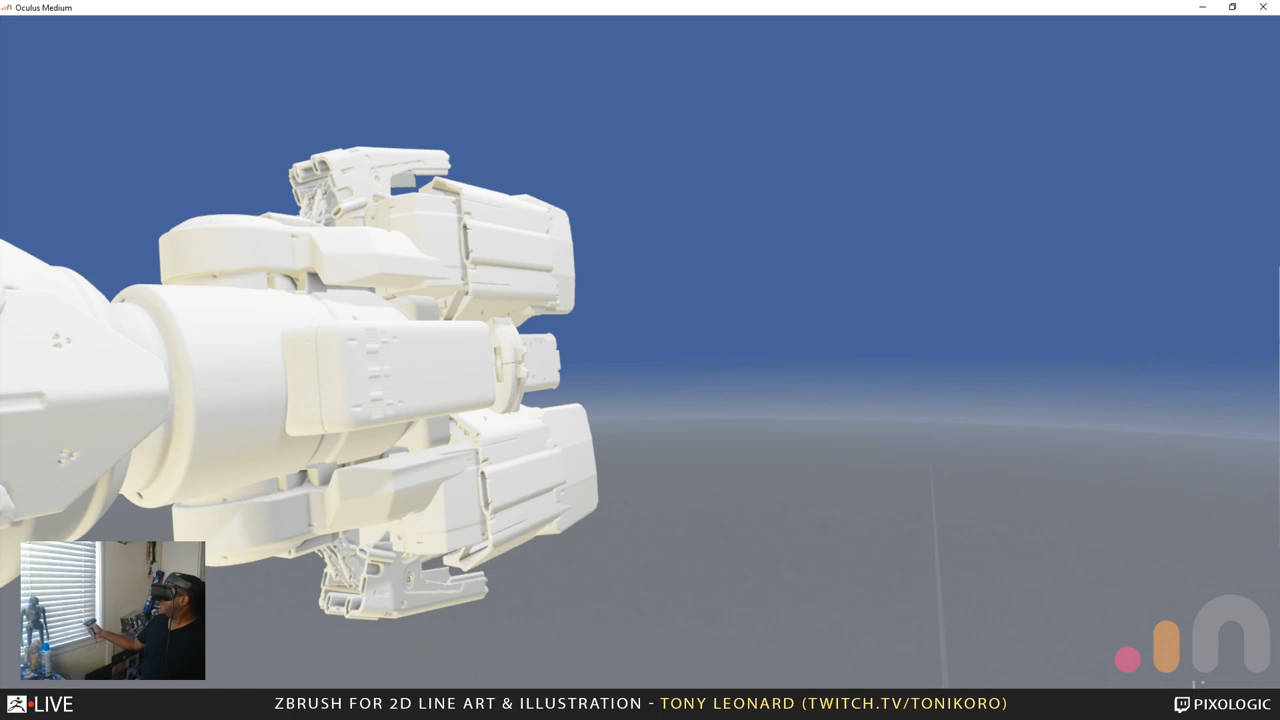 Oculus Medium
LIVE
ZBRUSH FOR 2D LINE ART & ILLUSTRATION - TONY LEONARD (TWITCH.TV/TONIKORO)
PIXOLOGIC